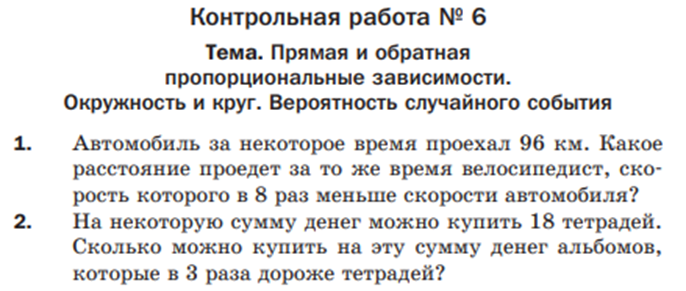 Контрольная работа № 6
Тема. Прямая и обратная
пропорциональные зависимости.
Окружность и круг. Вероятность случайного события
1. Автомобиль за некоторое время проехал 96 км. Какое
расстояние проедет за то же время велосипедист, ско-
рость которого в 8 раз меньше скорости автомобиля?
2. На некоторую сумму денег можно купить 18 тетрадей.
Сколько можно купить на эту сумму денег альбомов,
которые в 3 раза дороже тетрадей?